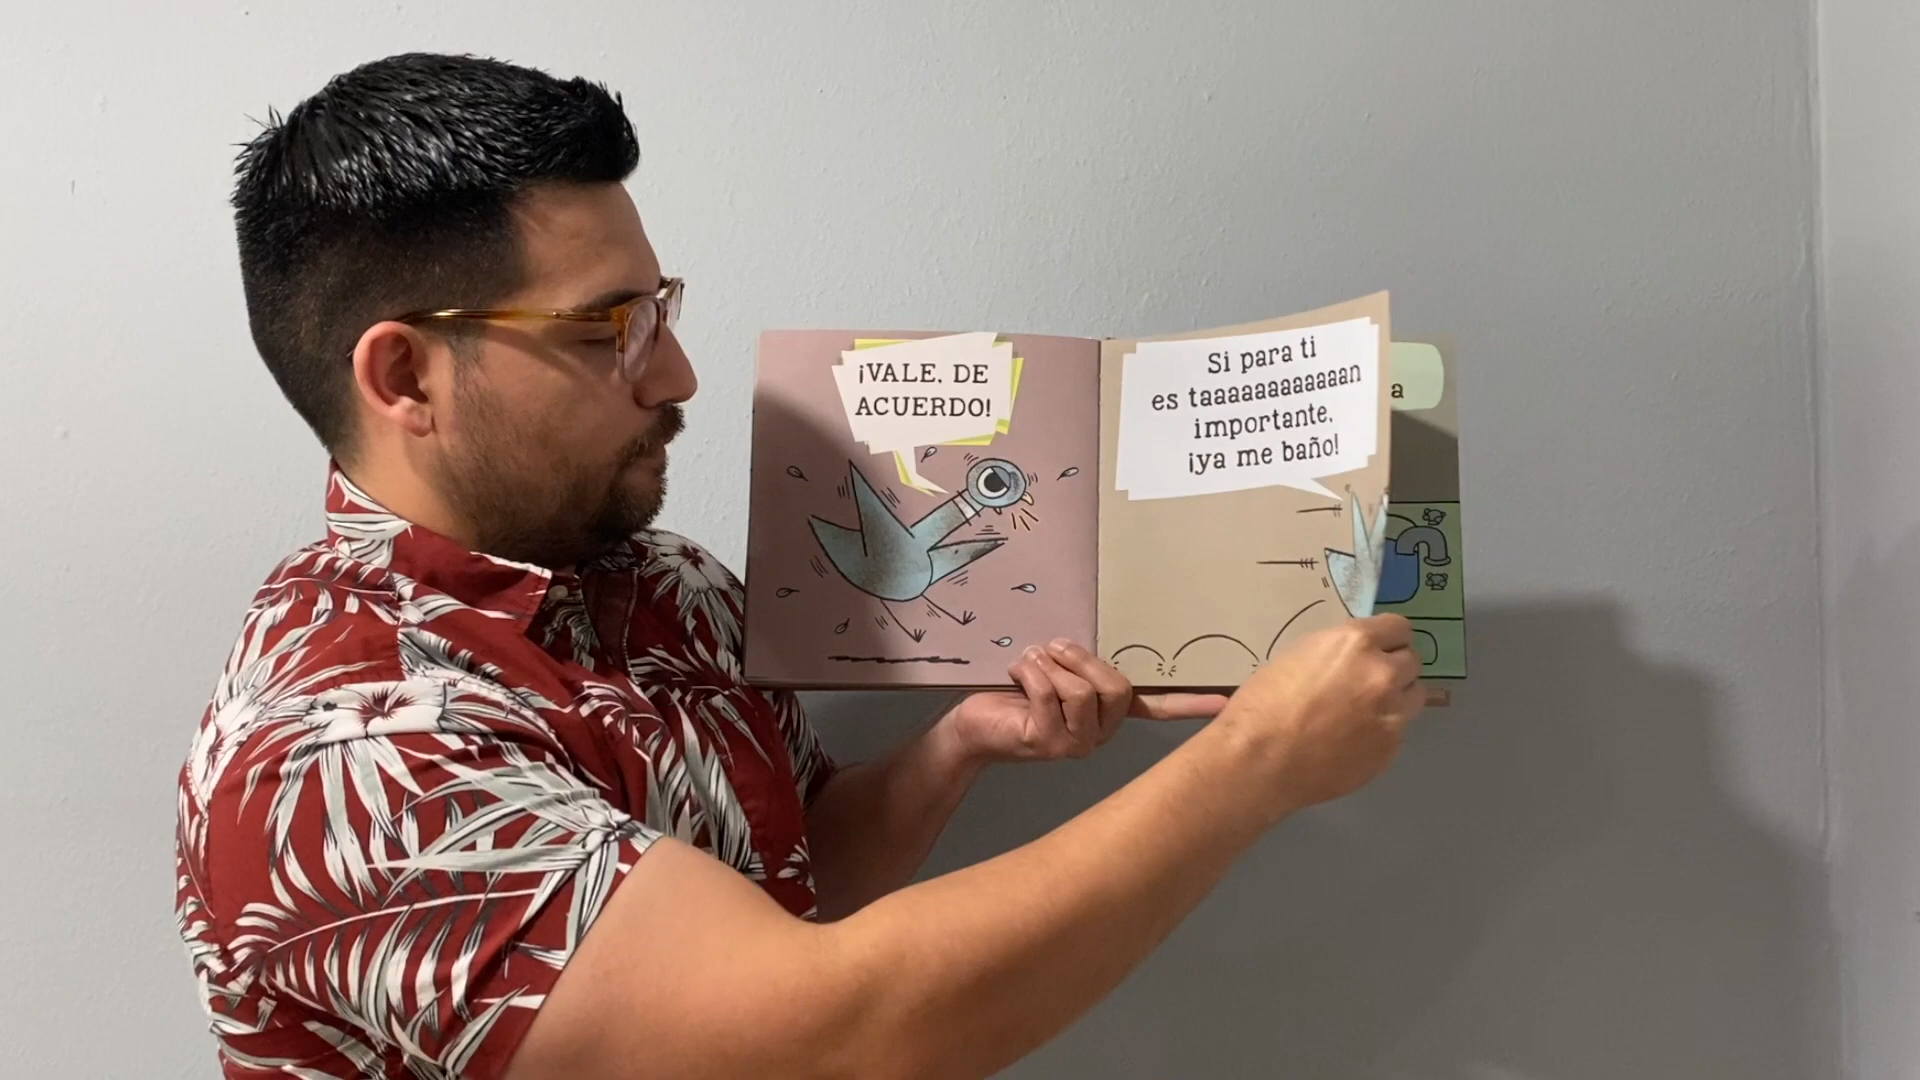 ¡VALE, DE
ACUERDO!
Si para ti
es taaaaaaaaaaaan
importante,
¡ya me baño!
a